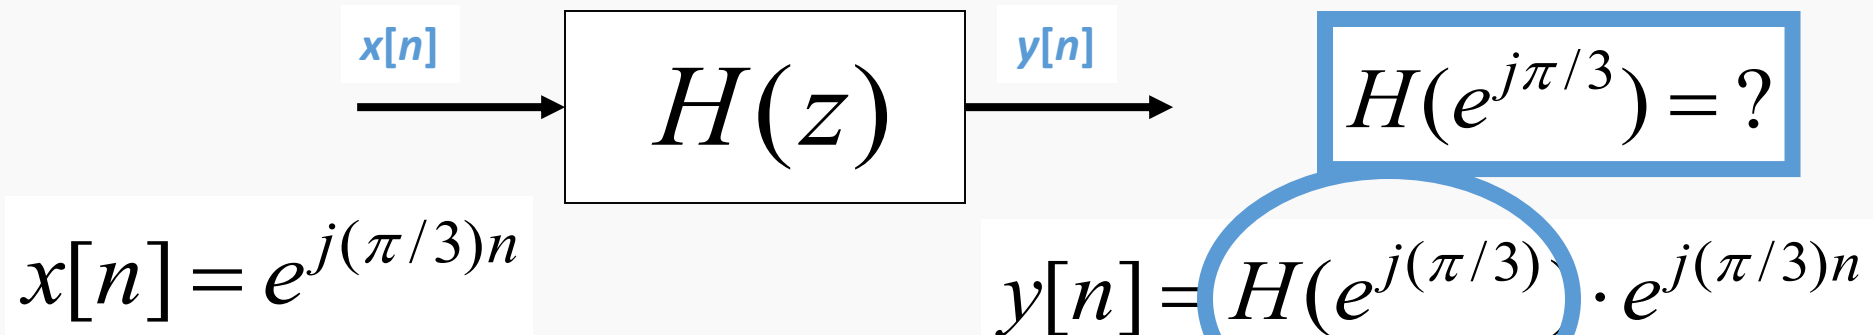 x[n]
H(z)
y[n]
H(e^{jπ/3}) = ?
x[n] = e^{j(π/3)n}
y[n] = H(e^{j(π/3)}) · e^{j(π/3)n}